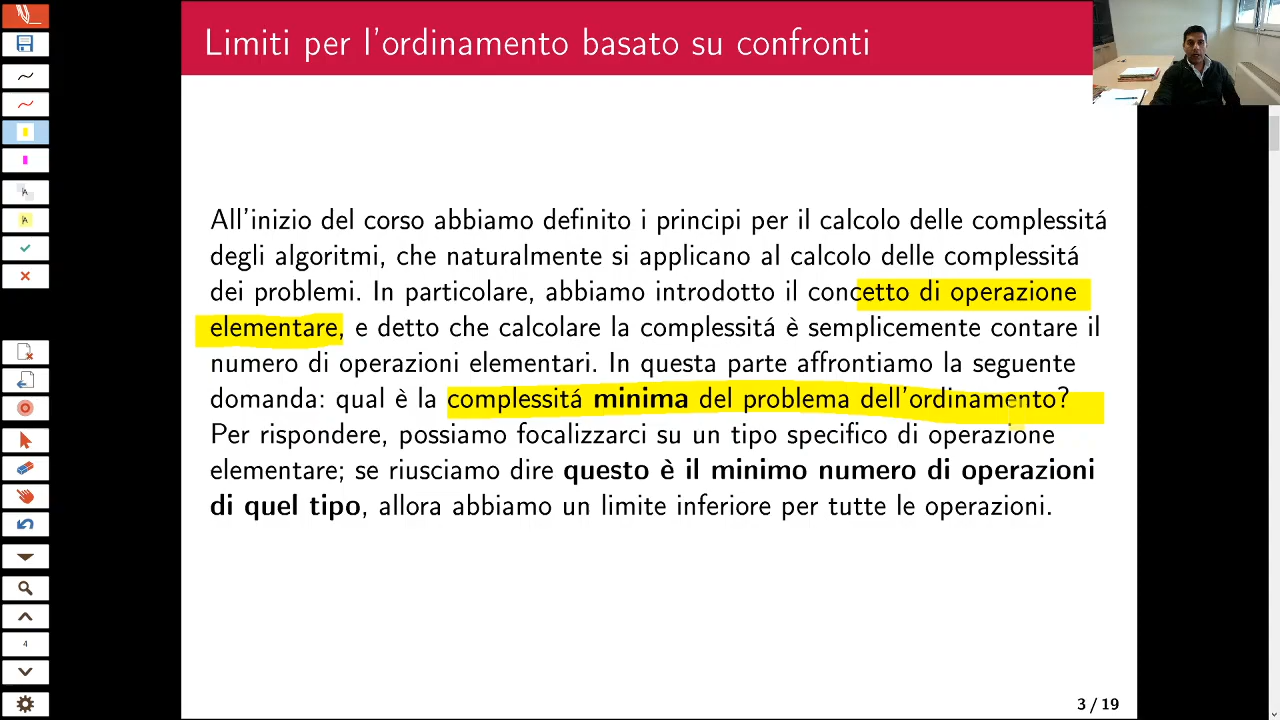 Limiti per l'ordinamento basato su confronti
All'inizio del corso abbiamo definito i principi per il calcolo delle complessitá
degli algoritmi, che naturalmente si applicano al calcolo delle complessitá
dei problemi. In particolare, abbiamo introdotto il concetto di operazione
elementare, e detto che calcolare la complessitá è semplicemente contare il
numero di operazioni elementari. In questa parte affrontiamo la seguente
domanda: qual è la complessitá minima del problema dell'ordinamento?
Per rispondere, possiamo focalizzarci su un tipo specifico di operazione
elementare; se riusciamo dire questo è il minimo numero di operazioni
di quel tipo, allora abbiamo un limite inferiore per tutte le operazioni.
4
3 / 19